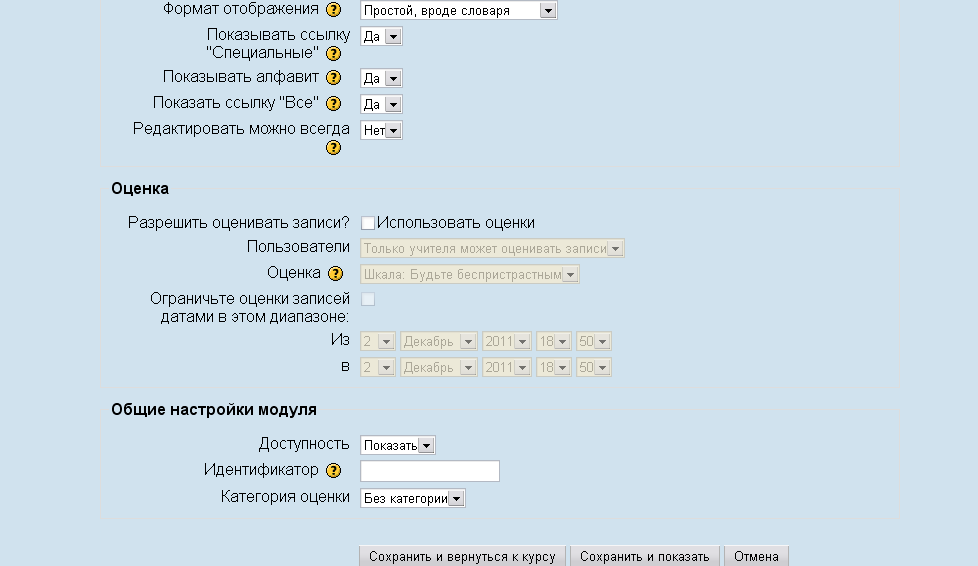 Формат отображения ? Простой, вроде словаря
Показывать ссылку
"Специальные" ? Да
Показывать алфавит ? Да
Показать ссылку "Все" ? Да
Редактировать можно всегда Нет
?
Оценка
Разрешить оценивать записи? Использовать оценки
Пользователи Только учителя может оценивать записи
Оценка ? Шкала: Будьте беспристрастным
Ограничьте оценки записей
датами в этом диапазоне:
Из 2 Декабрь 2011 18 50
в 2 Декабрь 2011 18 50
Общие настройки модуля
Доступность Показать
Идентификатор ?
Категория оценки Без категории
Сохранить и вернуться к курсу Сохранить и показать Отмена